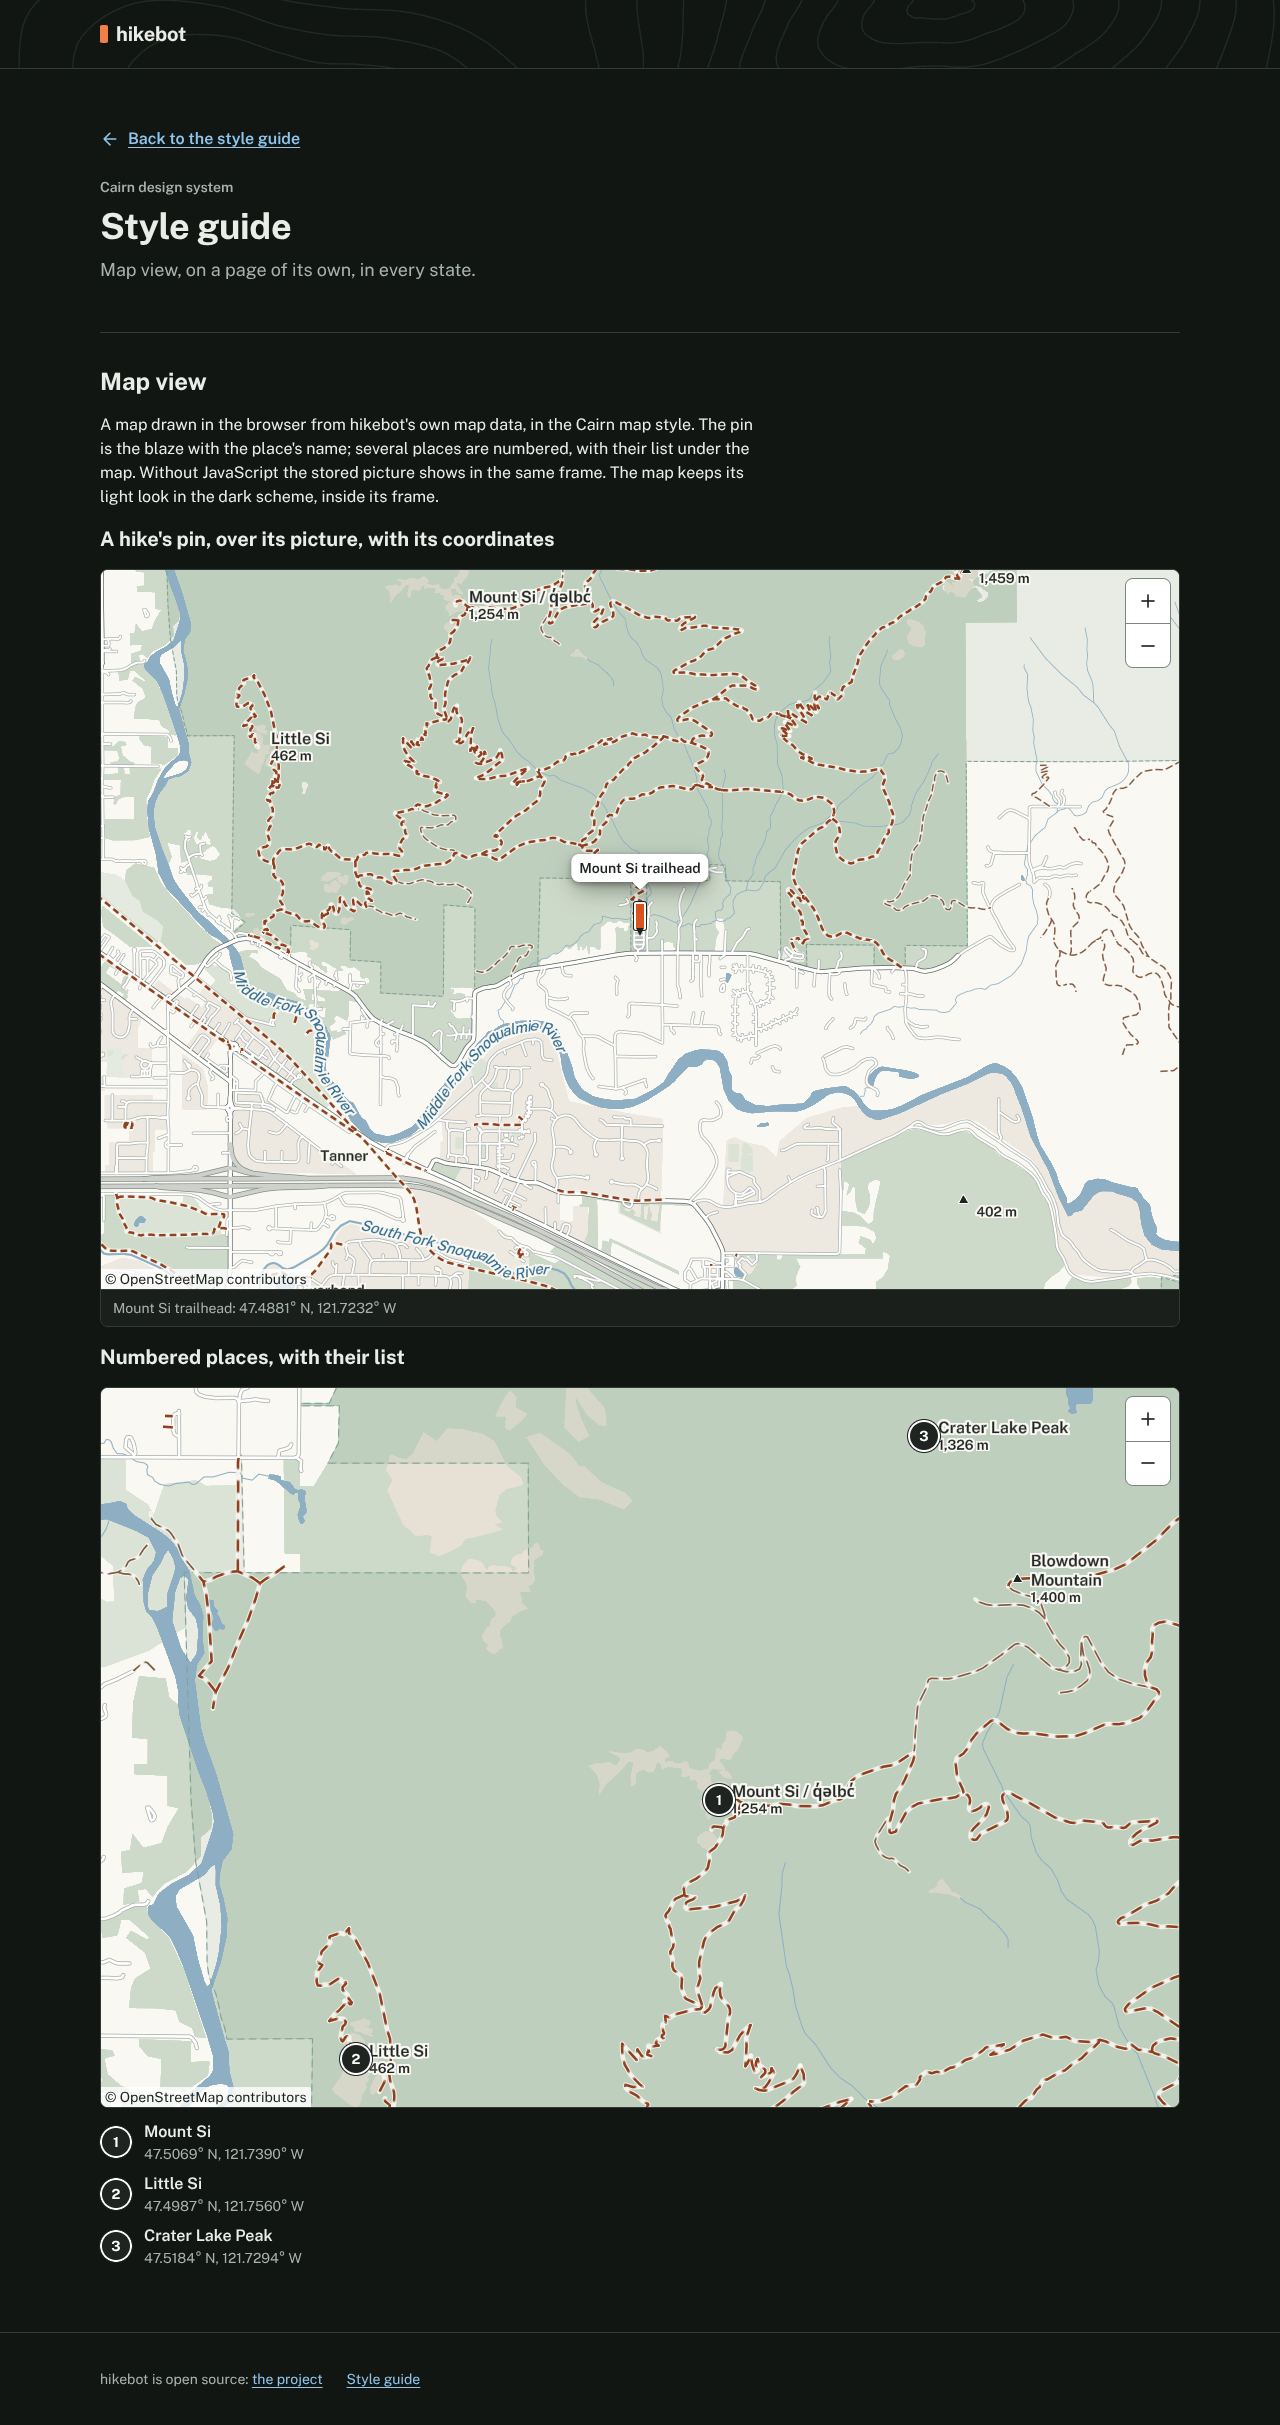 hikebot
Back to the style guide
Cairn design system
Style guide
Map view, on a page of its own, in every state.
Map view
A map drawn in the browser from hikebot's own map data, in the Cairn map style. The pin
is the blaze with the place's name; several places are numbered, with their list under the
map. Without JavaScript the stored picture shows in the same frame. The map keeps its
light look in the dark scheme, inside its frame.
A hike's pin, over its picture, with its coordinates
1,459 m
Mount Si / q̓əlbc̓
1,254 m
Little Si
462 m
Mount Si trailhead
Middle Fork Snoqualmie River
Middle Fork Snoqualmie River
Tanner
402 m
South Fork Snoqualmie River
© OpenStreetMap contributors
Mount Si trailhead: 47.4881° N, 121.7232° W
Numbered places, with their list
3
Crater Lake Peak
1,326 m
Blowdown
Mountain
1,400 m
1
Mount Si / q̓əlbc̓
1,254 m
2
Little Si
462 m
© OpenStreetMap contributors
1
Mount Si
47.5069° N, 121.7390° W
2
Little Si
47.4987° N, 121.7560° W
3
Crater Lake Peak
47.5184° N, 121.7294° W
hikebot is open source: the project
Style guide